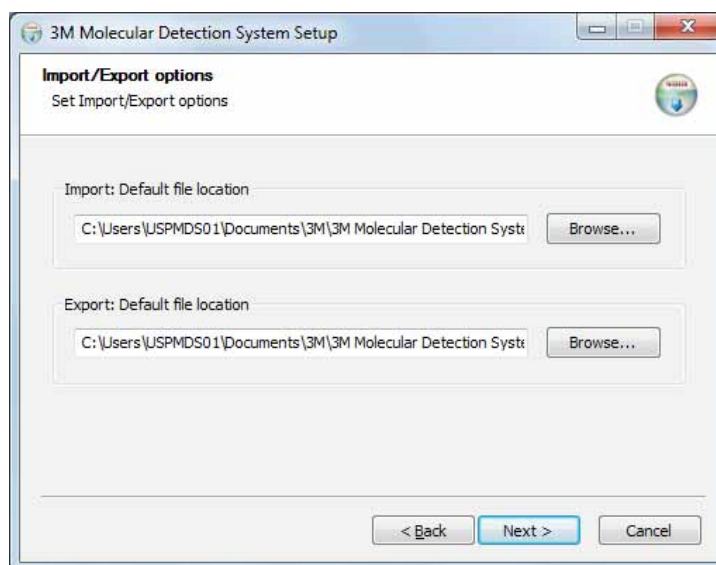 3M Molecular Detection System Setup
Import/Export options
Set Import/Export options
Import: Default file location
C:\Users\USPMDS01\Documents\3M\3M Molecular Detection Syste
Browse...
Export: Default file location
C:\Users\USPMDS01\Documents\3M\3M Molecular Detection Syste
Browse...
< Back
Next >
Cancel